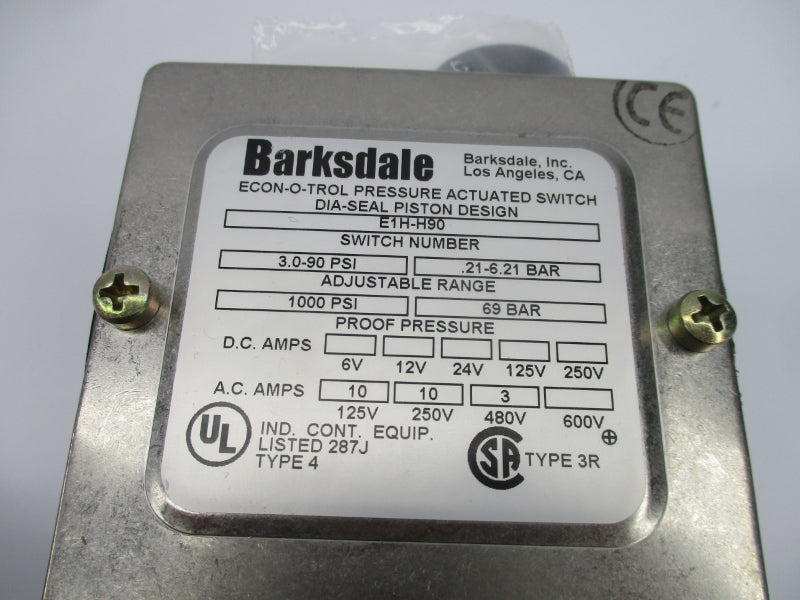 CE
Barksdale
Barksdale, Inc.
Los Angeles, CA
ECON-O-TROL PRESSURE ACTUATED SWITCH
DIA-SEAL PISTON DESIGN
E1H-H90
SWITCH NUMBER
3.0-90 PSI .21-6.21 BAR
ADJUSTABLE RANGE
1000 PSI 69 BAR
PROOF PRESSURE
D.C. AMPS
6V 12V 24V 125V 250V
A.C. AMPS 10 10 3
125V 250V 480V 600V
UL
IND. CONT. EQUIP.
LISTED 287J
TYPE 4
CSA
TYPE 3R